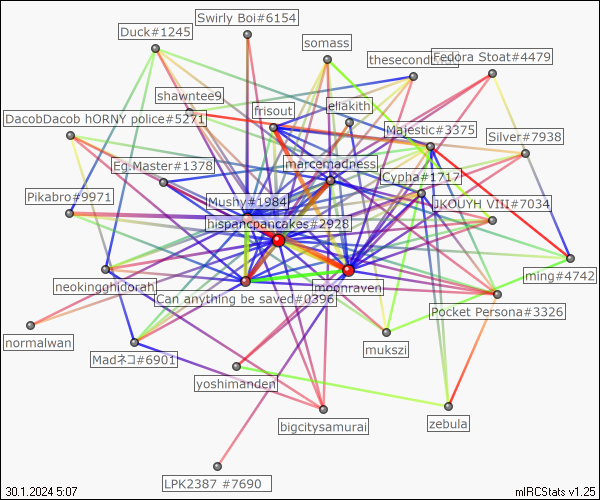 Swirly Boi#6154
Duck#1245
somass
Fedora Stoat#4479
shawntee9
frisout
eliakith
DacobDacob hORNY police#5271
Majestic#3375
Silver#7938
Eg.Master#1378
marcemadness
Cypha#1717
Pikabro#9971
Mushy#1984
JKOUYH VIII#7034
hispancpancakes#2928
neokingghidorah
Can anything be saved#0396
moonraven
ming#4742
Pocket Persona#3326
normalwan
Madネコ#6901
mukszi
yoshimanden
bigcitysamurai
zebula
LPK2387 #7690
30.1.2024 5:07
mIRCStats v1.25